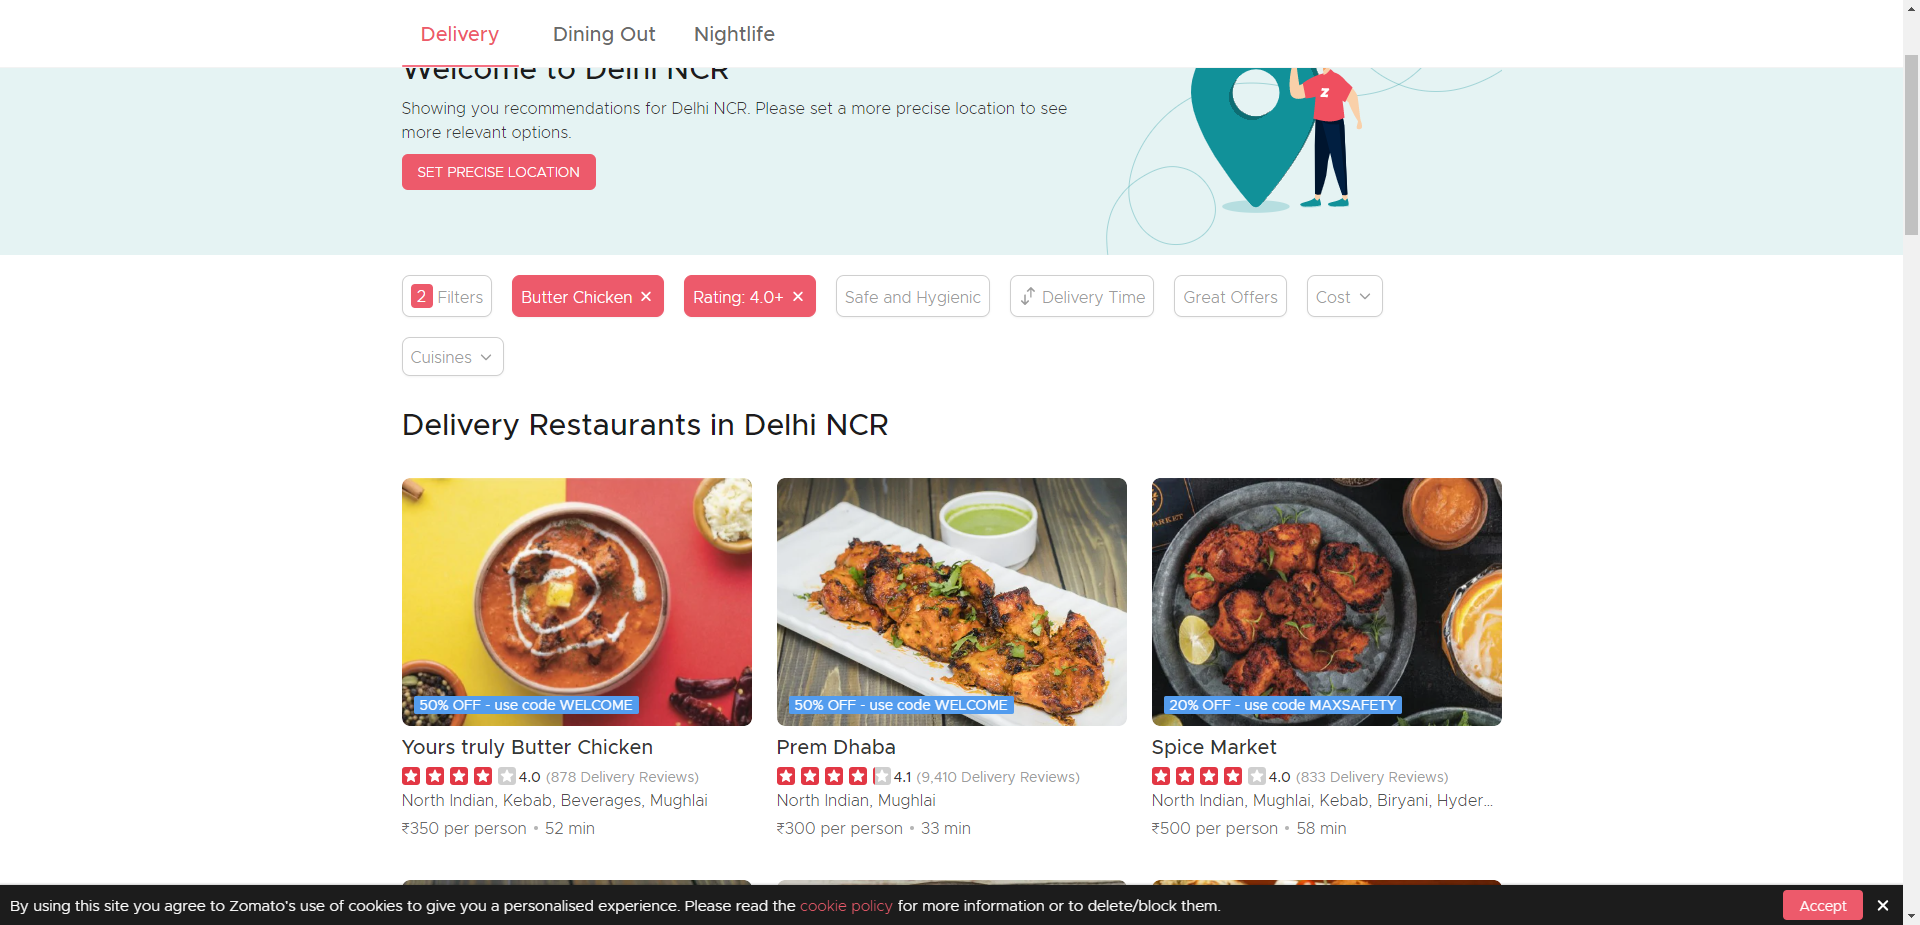 Delivery
Dining Out
Nightlife
Welcome to Delhi NCR
Showing you recommendations for Delhi NCR. Please set a more precise location to see
more relevant options.
SET PRECISE LOCATION
z
2 Filters
Butter Chicken
Rating: 4.0+
Safe and Hygienic
Delivery Time
Great Offers
Cost
Cuisines
Delivery Restaurants in Delhi NCR
50% OFF - use code WELCOME
50% OFF - use code WELCOME
20% OFF - use code MAXSAFETY
Yours truly Butter Chicken
4.0 (878 Delivery Reviews)
North Indian, Kebab, Beverages, Mughlai
₹350 per person • 52 min
Prem Dhaba
4.1 (9,410 Delivery Reviews)
North Indian, Mughlai
₹300 per person • 33 min
Spice Market
4.0 (833 Delivery Reviews)
North Indian, Mughlai, Kebab, Biryani, Hyder...
₹500 per person • 58 min
By using this site you agree to Zomato's use of cookies to give you a personalised experience. Please read the cookie policy for more information or to delete/block them.
Accept